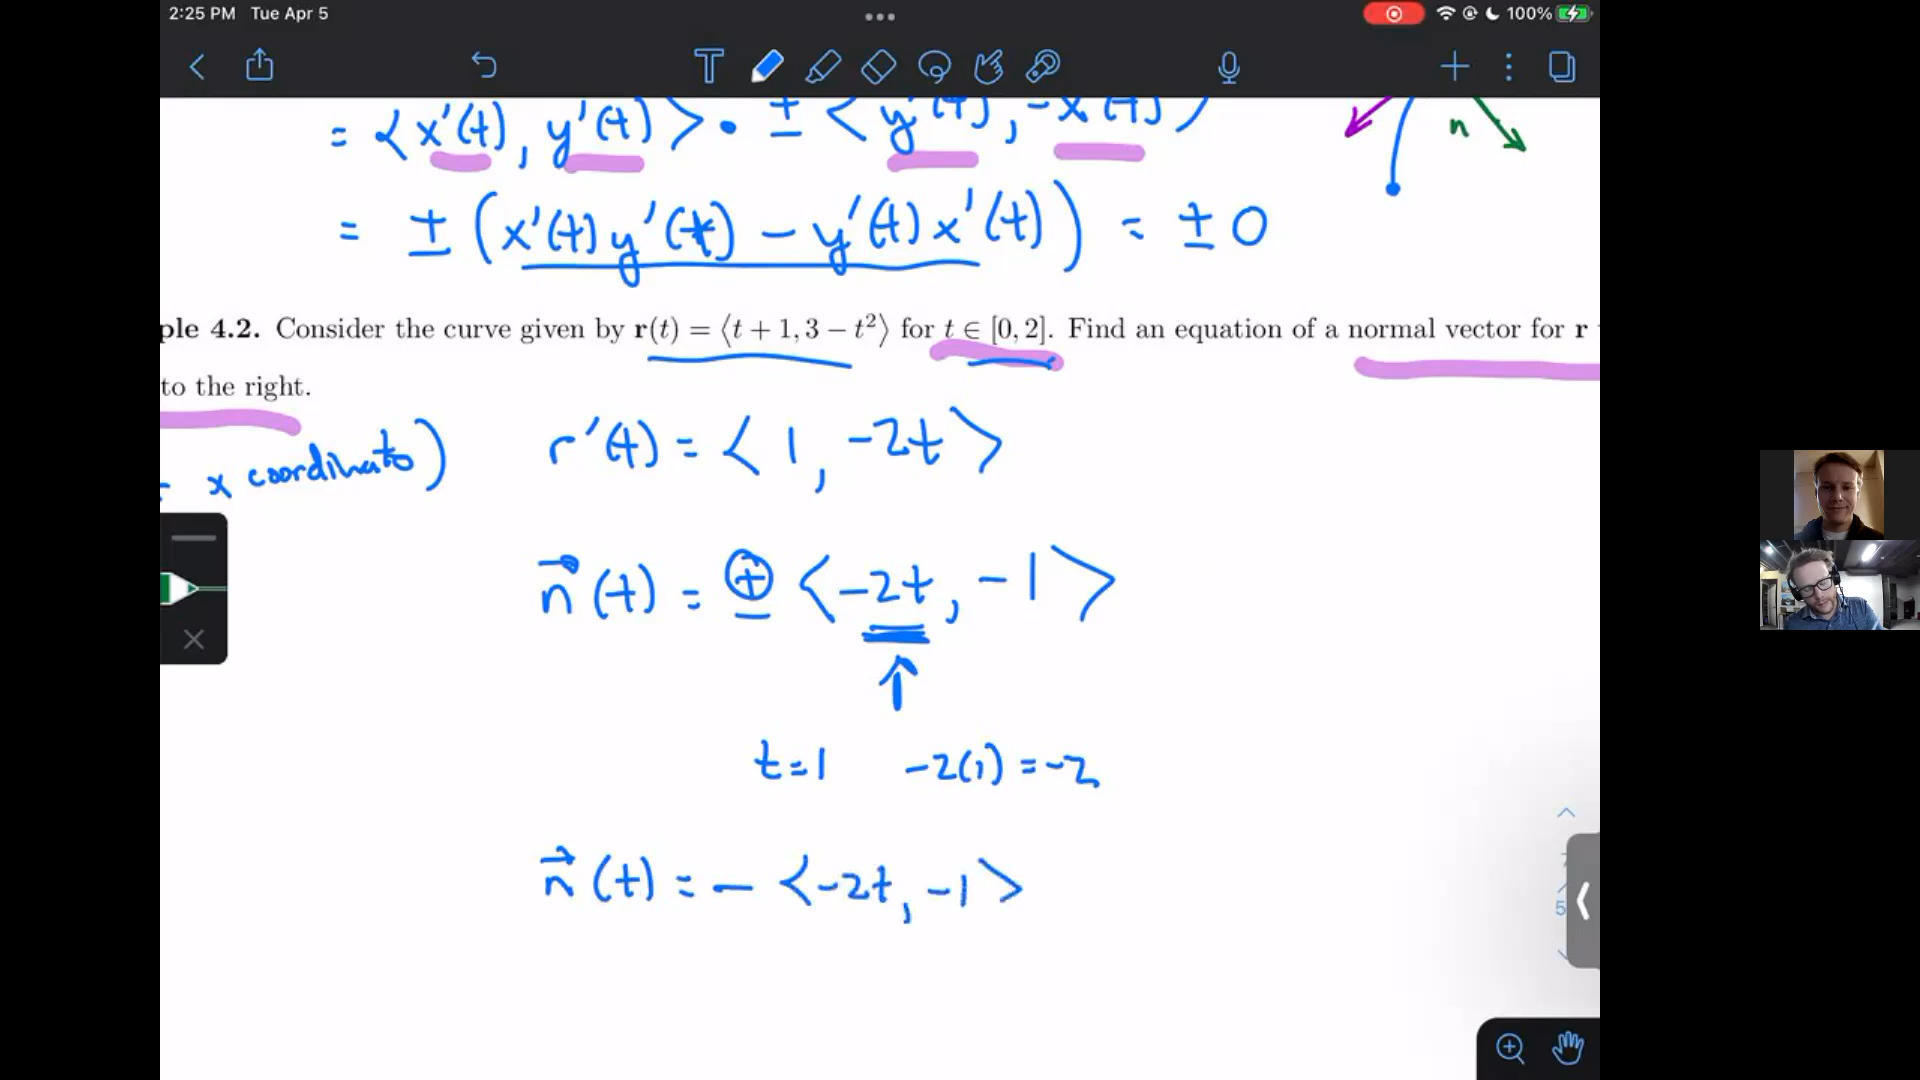 2:25 PM Tue Apr 5
100%
= <x'(t), y'(t)> • ± <y'(t), -x'(t)>
n
= ± (x'(t) y'(t) - y'(t) x'(t)) = ± 0
ple 4.2. Consider the curve given by r(t) = ⟨t + 1, 3 − t²⟩ for t ∈ [0, 2]. Find an equation of a normal vector for r
to the right.
x coordinate)
r'(t) = < 1, -2t >
n⃗ (t) = ± < -2t, -1 >
t = 1 -2(1) = -2
n⃗ (t) = - < -2t, -1 >
5